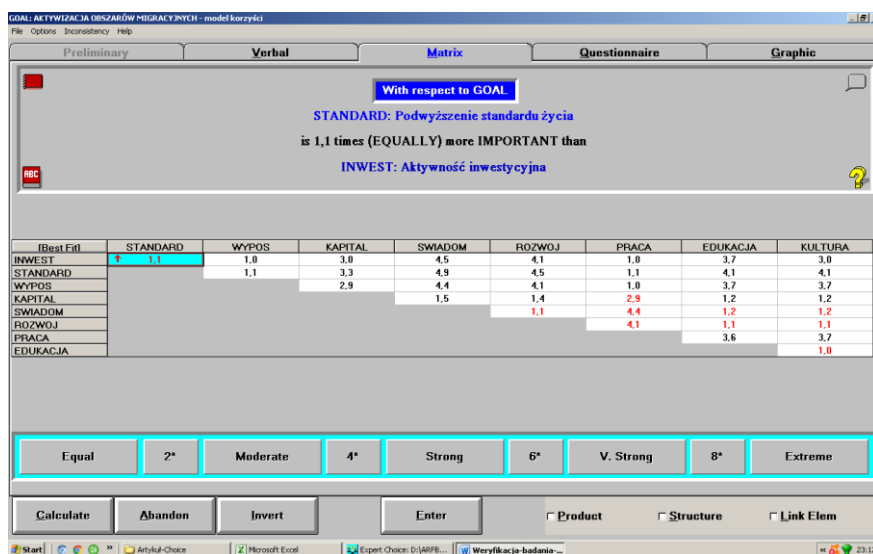 GOAL: AKTYWIZACJA OBSZARÓW MIGRACYJNYCH - model korzyści
File Options Inconsistency Help
Preliminary Verbal Matrix Questionnaire Graphic
With respect to GOAL
STANDARD: Podwyższenie standardu życia
is 1,1 times (EQUALLY) more IMPORTANT than
INWEST: Aktywność inwestycyjna
ABC
[Best Fit] STANDARD WYPOS KAPITAL SWIADOM ROZWOJ PRACA EDUKACJA KULTURA
INWEST 1,1 1,0 3,0 4,5 4,1 1,0 3,7 3,0
STANDARD 1,1 3,3 4,9 4,5 1,1 4,1 4,1
WYPOS 2,9 4,4 4,1 1,0 3,7 3,7
KAPITAL 1,5 1,4 2,9 1,2 1,2
SWIADOM 1,1 4,4 1,2 1,2
ROZWOJ 4,1 1,1 1,1
PRACA 3,6 3,7
EDUKACJA 1,0
Equal 2* Moderate 4* Strong 6* V. Strong 8* Extreme
Calculate Abandon Invert Enter Product Structure Link Elem
Start Artykuł-Choice Microsoft Excel Expert Choice: D:\ARFB... Weryfikacja-badania-...